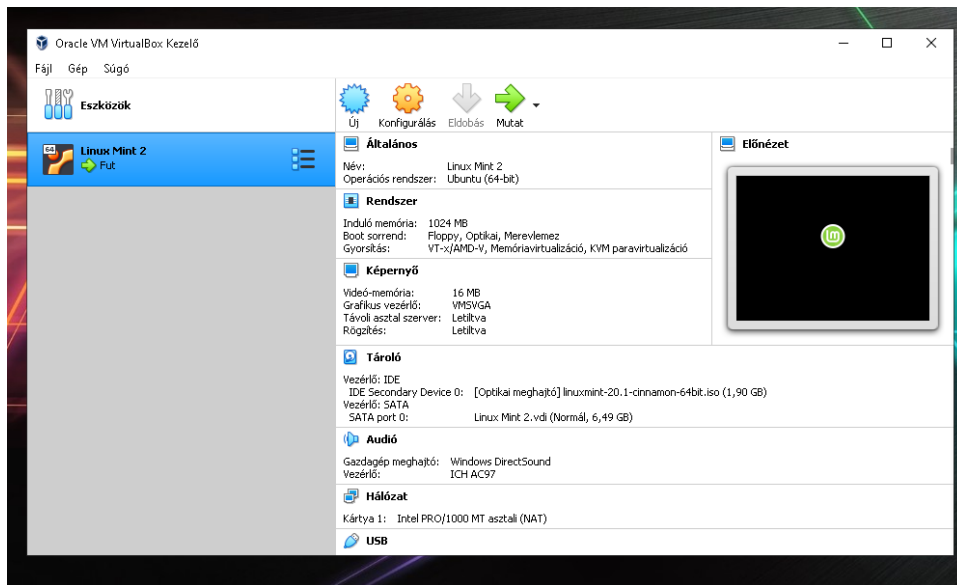 Oracle VM VirtualBox Kezelő
Fájl Gép Súgó
Eszközök
Új Konfigurálás Eldobás Mutat
64
Linux Mint 2
Fut
Általános
Név: Linux Mint 2
Operációs rendszer: Ubuntu (64-bit)
Rendszer
Induló memória: 1024 MB
Boot sorrend: Floppy, Optikai, Merevlemez
Gyorsítás: VT-x/AMD-V, Memóriavirtualizáció, KVM paravirtualizáció
Képernyő
Videó-memória: 16 MB
Grafikus vezérlő: VMSVGA
Távoli asztal szerver: Letiltva
Rögzítés: Letiltva
Előnézet
Tároló
Vezérlő: IDE
IDE Secondary Device 0: [Optikai meghajtó] linuxmint-20.1-cinnamon-64bit.iso (1,90 GB)
Vezérlő: SATA
SATA port 0: Linux Mint 2.vdi (Normál, 6,49 GB)
Audió
Gazdagép meghajtó: Windows DirectSound
Vezérlő: ICH AC97
Hálózat
Kártya 1: Intel PRO/1000 MT asztali (NAT)
USB